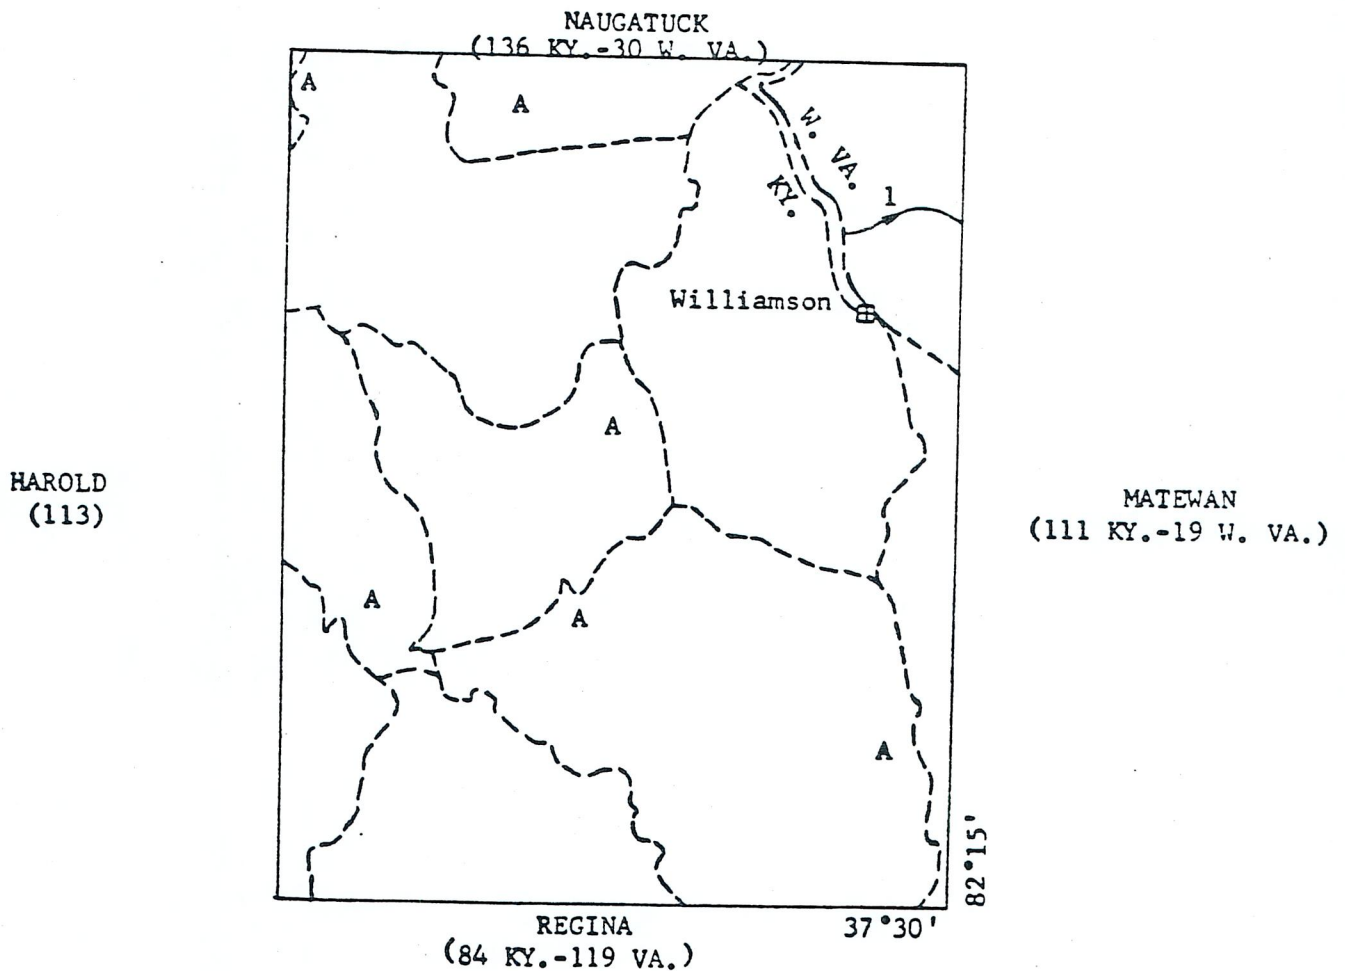 NAUGATUCK
(136 KY.-30 W. VA.)
A
A
W. VA.
KY.
1
Williamson
A
HAROLD
(113)
MATEWAN
(111 KY.-19 W. VA.)
A
A
A
82°15'
REGINA
37°30'
(84 KY.-119 VA.)